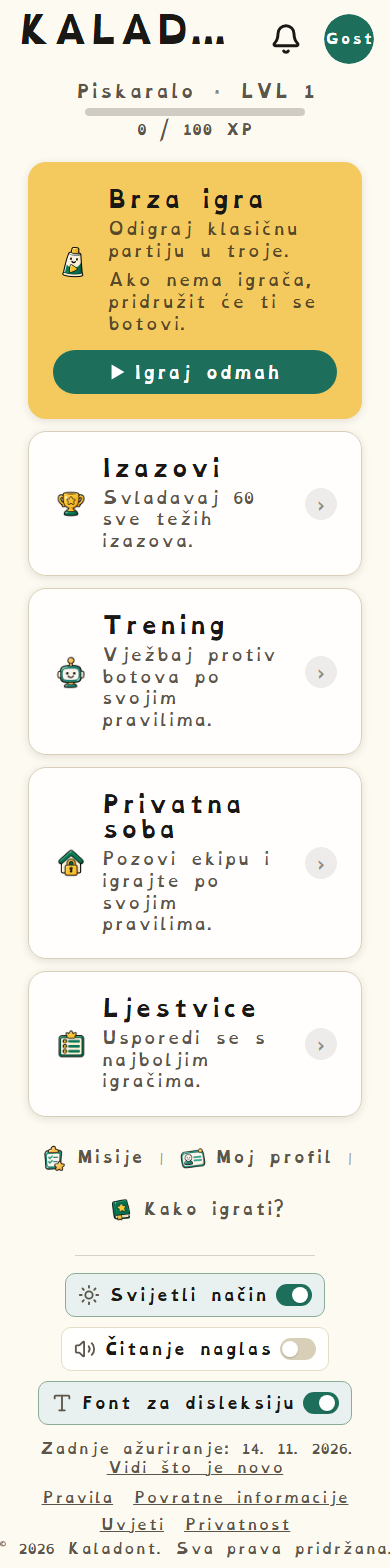 KALAD...
Gost
Piskaralo · LVL 1
0 / 100 XP
Brza igra
Odigraj klasičnu
partiju u troje.
Ako nema igrača,
pridružit će ti se
botovi.
▶ Igraj odmah
Izazovi
Svladavaj 60
sve težih
izazova.
Trening
Vježbaj protiv
botova po
svojim
pravilima.
Privatna
soba
Pozovi ekipu i
igrajte po
svojim
pravilima.
Ljestvice
Usporedi se s
najboljim
igračima.
Misije | Moj profil |
Kako igrati?
Svijetli način
Čitanje naglas
Font za disleksiju
Zadnje ažuriranje: 14. 11. 2026.
Vidi što je novo
Pravila Povratne informacije
Uvjeti Privatnost
© 2026 Kaladont. Sva prava pridržana.